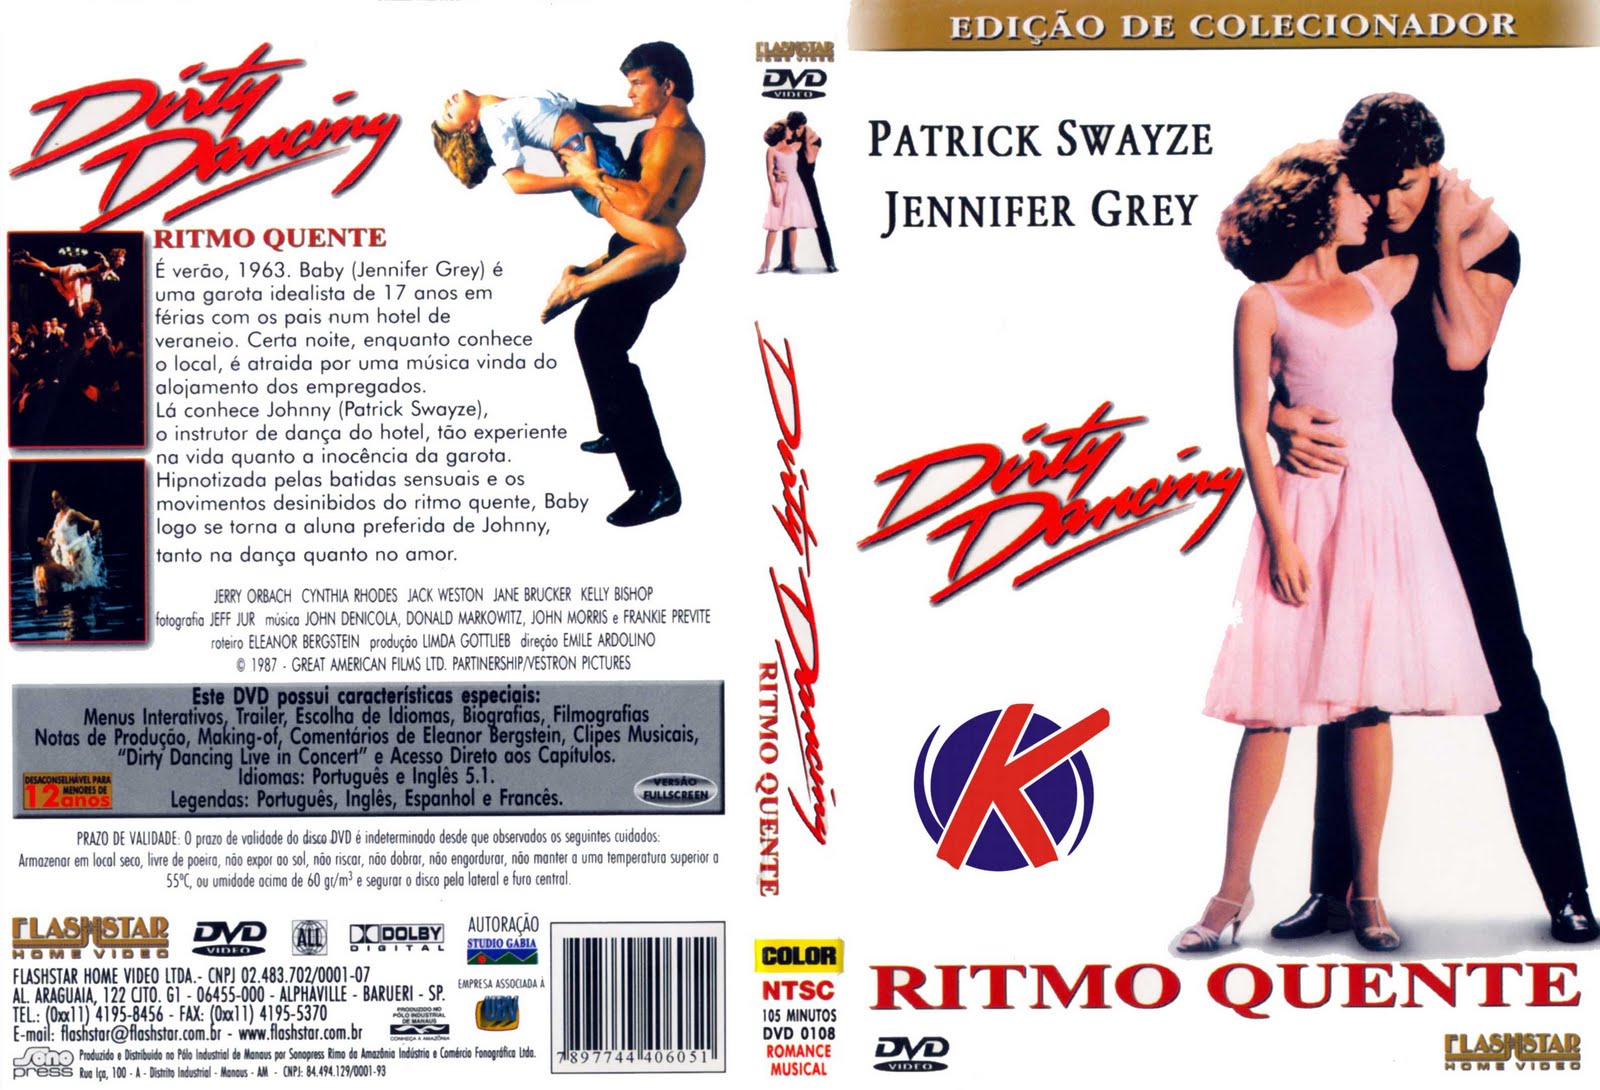 Dirty
Dancing
RITMO QUENTE
É verão, 1963. Baby (Jennifer Grey) é
uma garota idealista de 17 anos em
férias com os pais num hotel de
veraneio. Certa noite, enquanto conhece
o local, é atraida por uma música vinda do
alojamento dos empregados.
Lá conhece Johnny (Patrick Swayze),
o instrutor de dança do hotel, tão experiente
na vida quanto a inocência da garota.
Hipnotizada pelas batidas sensuais e os
movimentos desinibidos do ritmo quente, Baby
logo se torna a aluna preferida de Johnny,
tanto na dança quanto no amor.
JERRY ORBACH CYNTHIA RHODES JACK WESTON JANE BRUCKER KELLY BISHOP
fotografia JEFF JUR música JOHN DENICOLA, DONALD MARKOWITZ, JOHN MORRIS e FRANKIE PREVITE
roteiro ELEANOR BERGSTEIN produção LIMDA GOTTLIEB direção EMILE ARDOLINO
© 1987 - GREAT AMERICAN FILMS LTD. PARTINERSHIP/VESTRON PICTURES
Este DVD possui características especiais:
Menus Interativos, Trailer, Escolha de Idiomas, Biografias, Filmografias
Notas de Produção, Making-of, Comentários de Eleanor Bergstein, Clipes Musicais,
"Dirty Dancing Live in Concert" e Acesso Direto aos Capítulos.
Idiomas: Português e Inglês 5.1.
Legendas: Português, Inglês, Espanhol e Francês.
DESACONSELHÁVEL PARA
MENORES DE
12 anos
VERSÃO
FULLSCREEN
PRAZO DE VALIDADE: O prazo de validade do disco DVD é indeterminado desde que observados os seguintes cuidados:
Armazenar em local seco, livre de poeira, não expor ao sol, não riscar, não dobrar, não engordurar, não manter a uma temperatura superior a
55ºC, ou umidade acima de 60 gr/m³ e segurar o disco pela lateral e furo central.
FLASHSTAR
HOME VIDEO
DVD
VIDEO
ALL
DOLBY
DIGITAL
AUTORAÇÃO
STUDIO GABIA
EMPRESA ASSOCIADA À
UBV
FLASHSTAR HOME VIDEO LTDA.- CNPJ 02.483.702/0001-07
AL. ARAGUAIA, 122 CJTO. G1 - 06455-000 - ALPHAVILLE - BARUERI - SP.
TEL.: (0xx11) 4195-8456 - FAX: (0xx11) 4195-5370
E-mail: flashstar@flashstar.com.br - www.flashstar.com.br
PRODUZIDO NO
PÓLO INDUSTRIAL
DE MANAUS
CONHEÇA A AMAZÔNIA
sono
press
Produzido e Distribuído no Pólo Industrial de Manaus por Sonopress Rimo da Amazônia Indústria e Comércio Fonográfica Ltda.
Rua Iça, 100 - A - Distrito Industrial - Manaus - AM - CNPJ: 84.494.129/0001-93
7897744406051
FLASHSTAR
HOME VIDEO
DVD
VIDEO
Dirty Dancing
RITMO QUENTE
COLOR
NTSC
105 MINUTOS
DVD 0108
ROMANCE
MUSICAL
EDIÇÃO DE COLECIONADOR
PATRICK SWAYZE
JENNIFER GREY
Dirty
Dancing
K
RITMO QUENTE
DVD
VIDEO
FLASHSTAR
HOME VIDEO